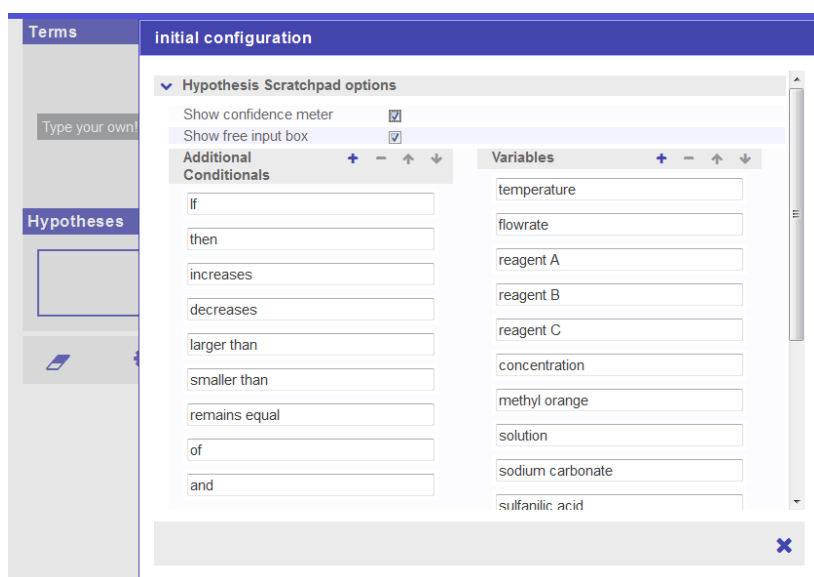 Terms
initial configuration
Hypothesis Scratchpad options
Type your own!
Show confidence meter
Show free input box
Additional
Conditionals
Variables
If
then
increases
decreases
larger than
smaller than
remains equal
of
and
temperature
flowrate
reagent A
reagent B
reagent C
concentration
methyl orange
solution
sodium carbonate
sulfanilic acid
Hypotheses